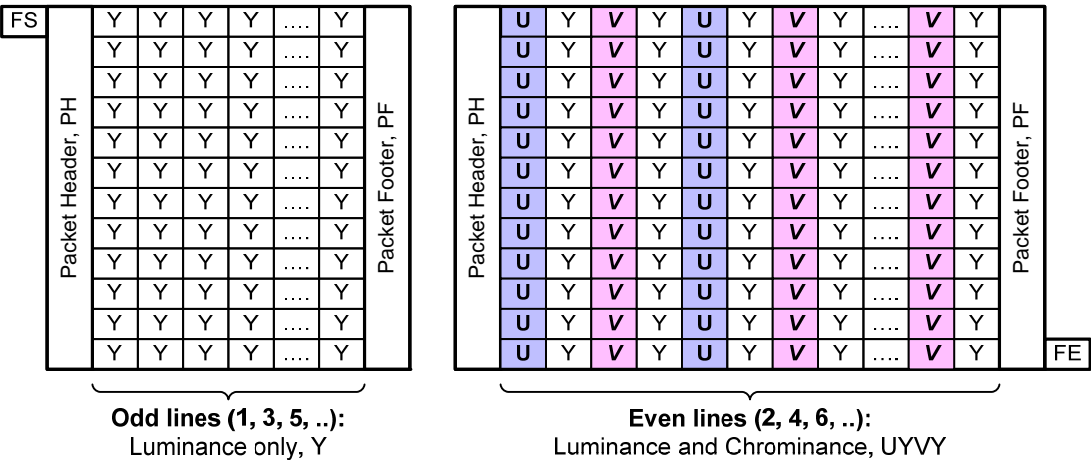 FS
Packet Header, PH
Y Y Y Y .... Y
Y Y Y Y .... Y
Y Y Y Y .... Y
Y Y Y Y .... Y
Y Y Y Y .... Y
Y Y Y Y .... Y
Y Y Y Y .... Y
Y Y Y Y .... Y
Y Y Y Y .... Y
Y Y Y Y .... Y
Y Y Y Y .... Y
Y Y Y Y .... Y
Packet Footer, PF
Odd lines (1, 3, 5, ..):
Luminance only, Y
Packet Header, PH
U Y V Y U Y V Y .... V Y
U Y V Y U Y V Y .... V Y
U Y V Y U Y V Y .... V Y
U Y V Y U Y V Y .... V Y
U Y V Y U Y V Y .... V Y
U Y V Y U Y V Y .... V Y
U Y V Y U Y V Y .... V Y
U Y V Y U Y V Y .... V Y
U Y V Y U Y V Y .... V Y
U Y V Y U Y V Y .... V Y
U Y V Y U Y V Y .... V Y
U Y V Y U Y V Y .... V Y
Packet Footer, PF
FE
Even lines (2, 4, 6, ..):
Luminance and Chrominance, UYVY